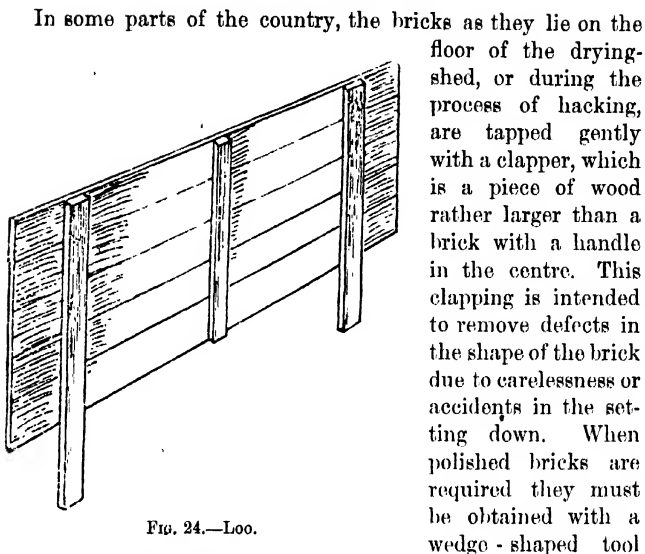 In some parts of the country, the bricks as they lie on the
floor of the drying-
shed, or during the
process of hacking,
are tapped gently
with a clapper, which
is a piece of wood
rather larger than a
brick with a handle
in the centre. This
clapping is intended
to remove defects in
the shape of the brick
due to carelessness or
accidents in the set-
ting down. When
polished bricks are
required they must
be obtained with a
wedge-shaped tool
Fig. 24.—Loo.